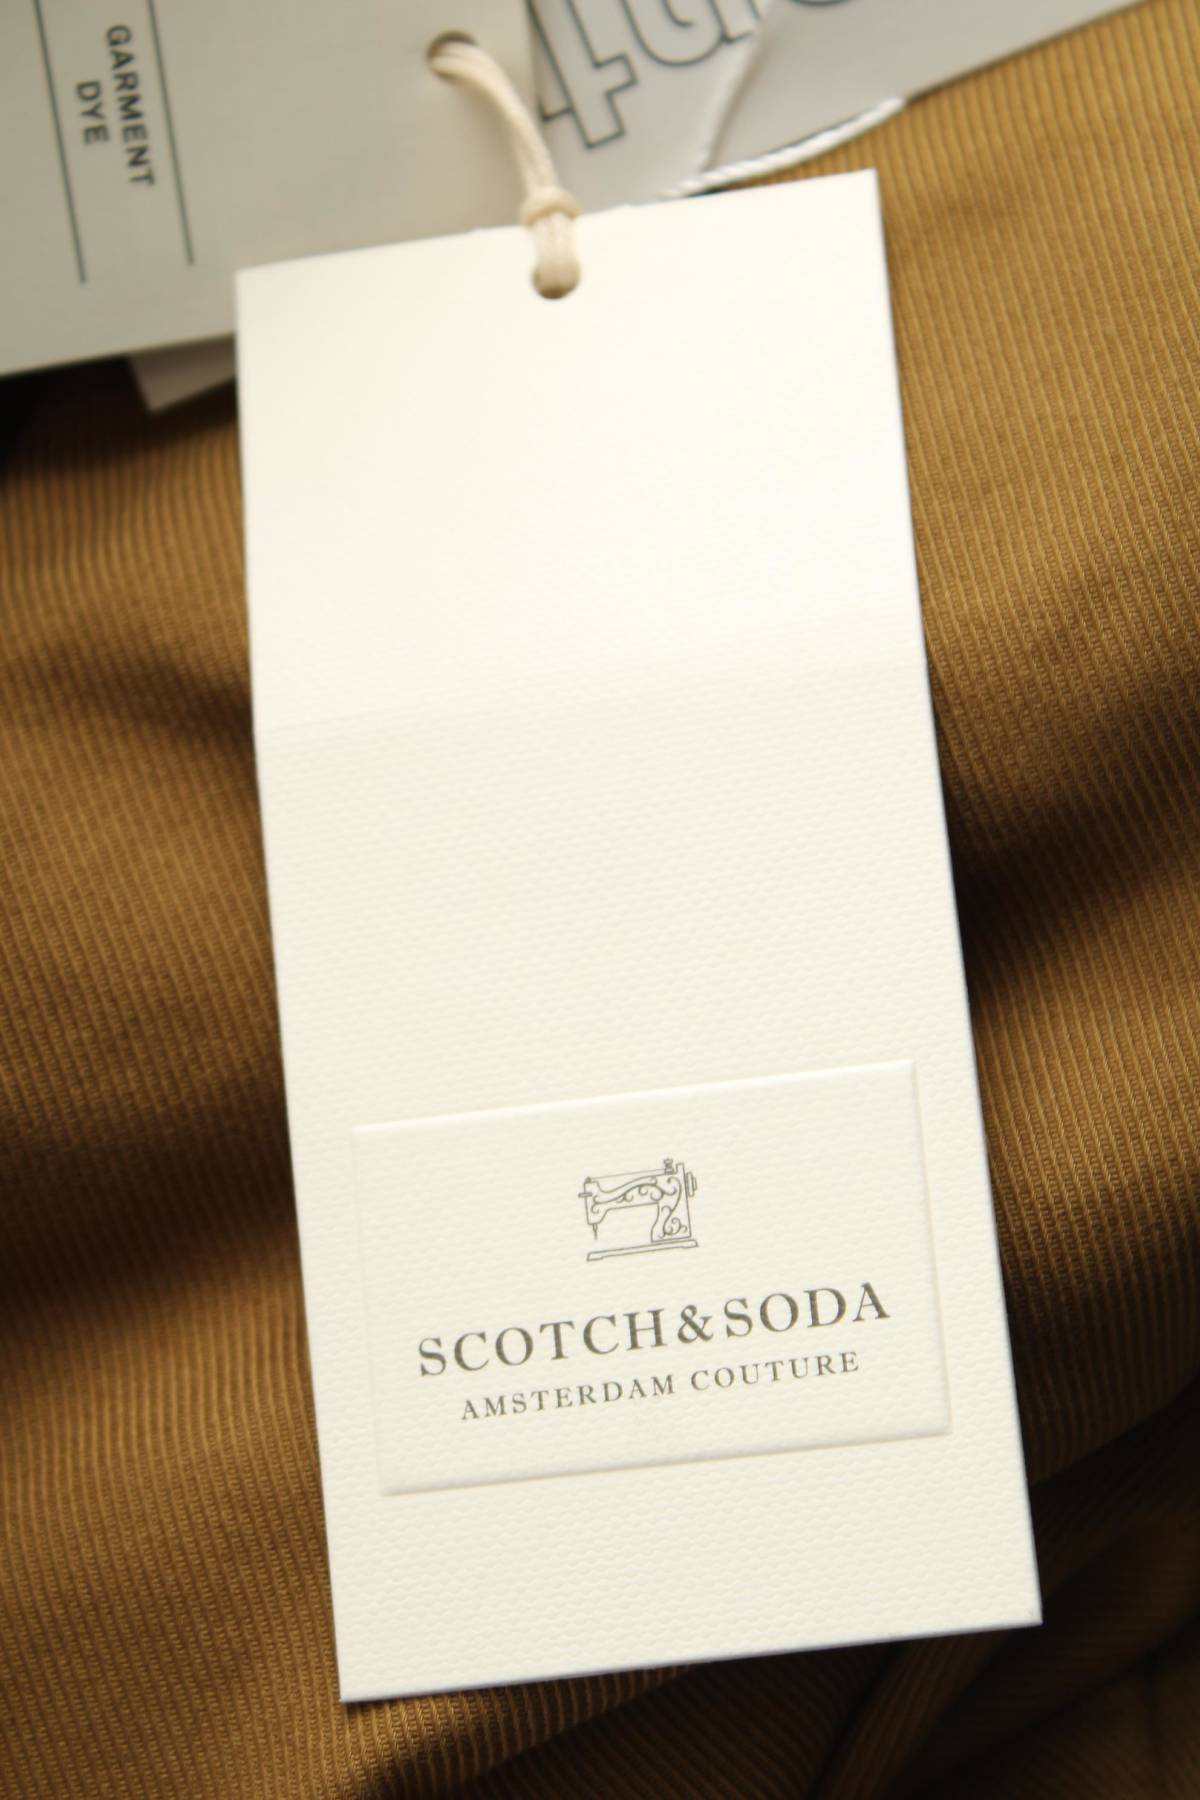 GARMENT
DYE
SCOTCH&SODA
AMSTERDAM COUTURE